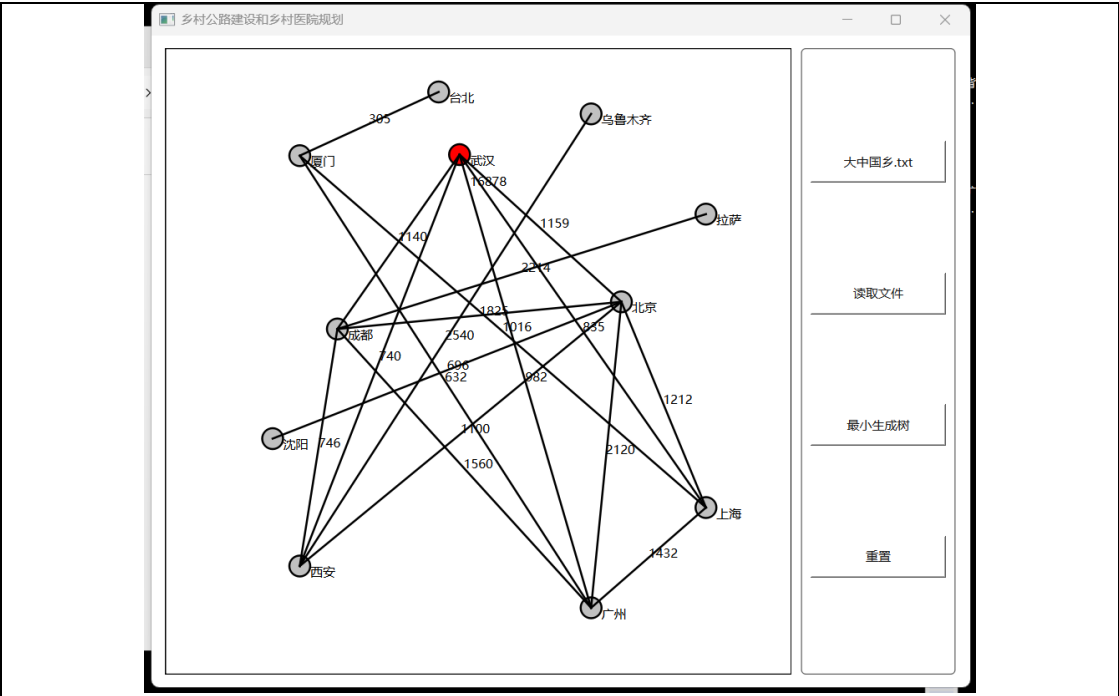 乡村公路建设和乡村医院规划
台北
305
乌鲁木齐
厦门
武汉
16878
大中国乡.txt
拉萨
1159
1140
2214
读取文件
北京
1825
1016
835
成都
2540
740
696
632
982
1212
最小生成树
1100
沈阳
746
2120
1560
上海
1432
重置
西安
广州